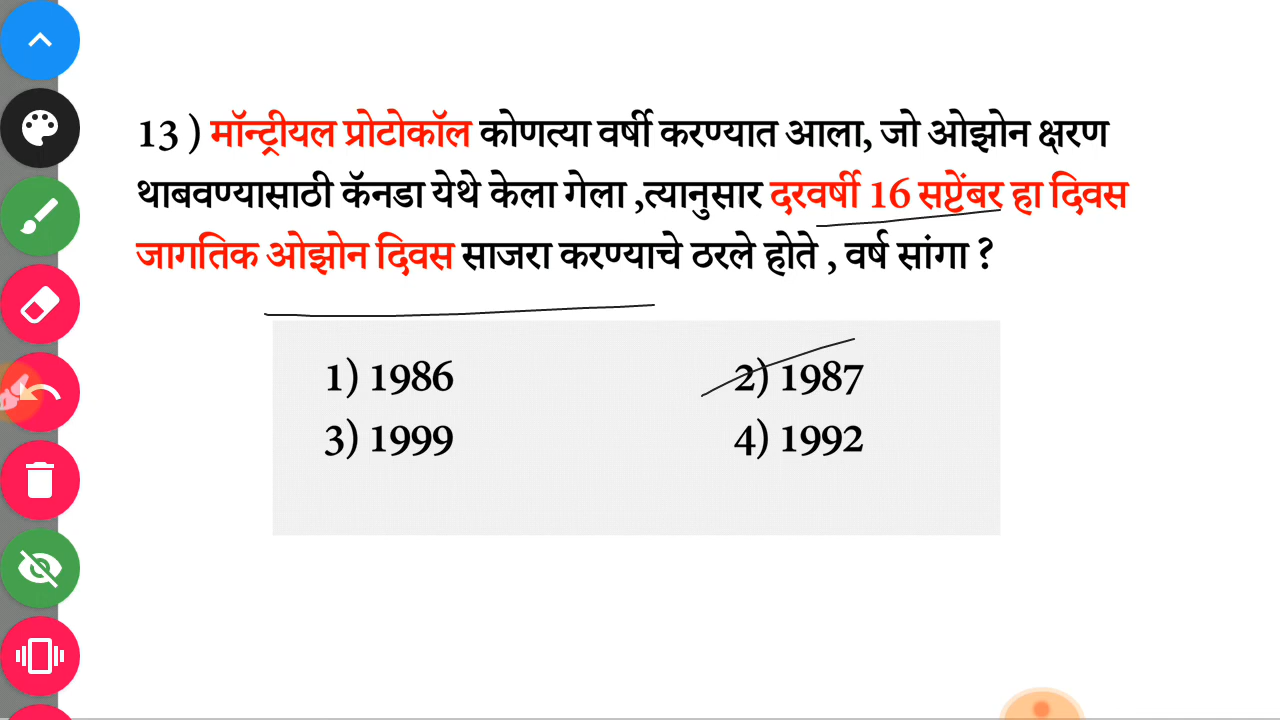 13 ) मॉन्ट्रीयल प्रोटोकॉल कोणत्या वर्षी करण्यात आला, जो ओझोन क्षरण
थाबवण्यासाठी कॅनडा येथे केला गेला ,त्यानुसार दरवर्षी 16 सप्टेंबर हा दिवस
जागतिक ओझोन दिवस साजरा करण्याचे ठरले होते , वर्ष सांगा ?
1) 1986 2) 1987
3) 1999 4) 1992